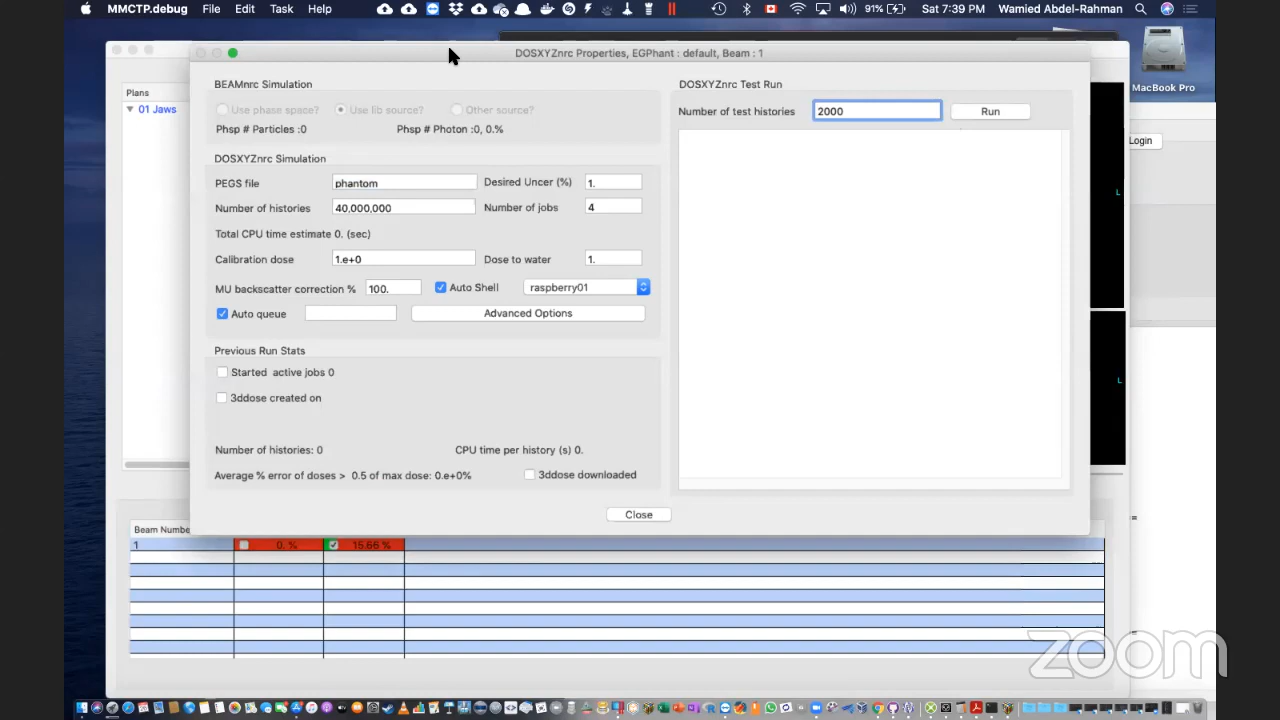 MMCTP.debug File Edit Task Help 91% Sat 7:39 PM Wamied Abdel-Rahman
DOSXYZnrc Properties, EGPhant : default, Beam : 1
MacBook Pro
Plans
01 Jaws
BEAMnrc Simulation
Use phase space? Use lib source? Other source?
Phsp # Particles :0 Phsp # Photon :0, 0.%
DOSXYZnrc Simulation
PEGS file phantom Desired Uncer (%) 1.
Number of histories 40,000,000 Number of jobs 4
Total CPU time estimate 0. (sec)
Calibration dose 1.e+0 Dose to water 1.
MU backscatter correction % 100. Auto Shell raspberry01
Auto queue Advanced Options
Previous Run Stats
Started active jobs 0
3ddose created on
Number of histories: 0 CPU time per history (s) 0.
Average % error of doses > 0.5 of max dose: 0.e+0% 3ddose downloaded
DOSXYZnrc Test Run
Number of test histories 2000 Run
Login
L
L
Close
Beam Numbe
1 0. % 15.66 %
zoom